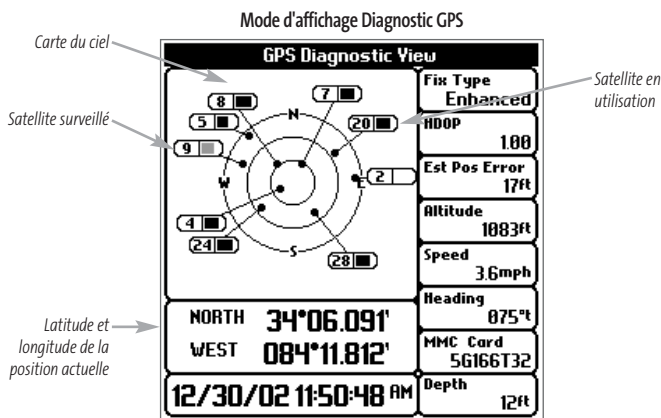 Mode d'affichage Diagnostic GPS
Carte du ciel
GPS Diagnostic View
Satellite surveillé
Satellite en
utilisation
8
7
5
N
20
9
W
E
2
4
24
S
28
Fix Type
Enhanced
HDOP
1.00
Est Pos Error
17ft
Altitude
1083ft
Speed
3.6mph
Heading
075°t
MMC Card
5G166T32
Depth
12ft
Latitude et
longitude de la
position actuelle
NORTH 34°06.091'
WEST 084°11.812'
12/30/02 11:50:48 AM